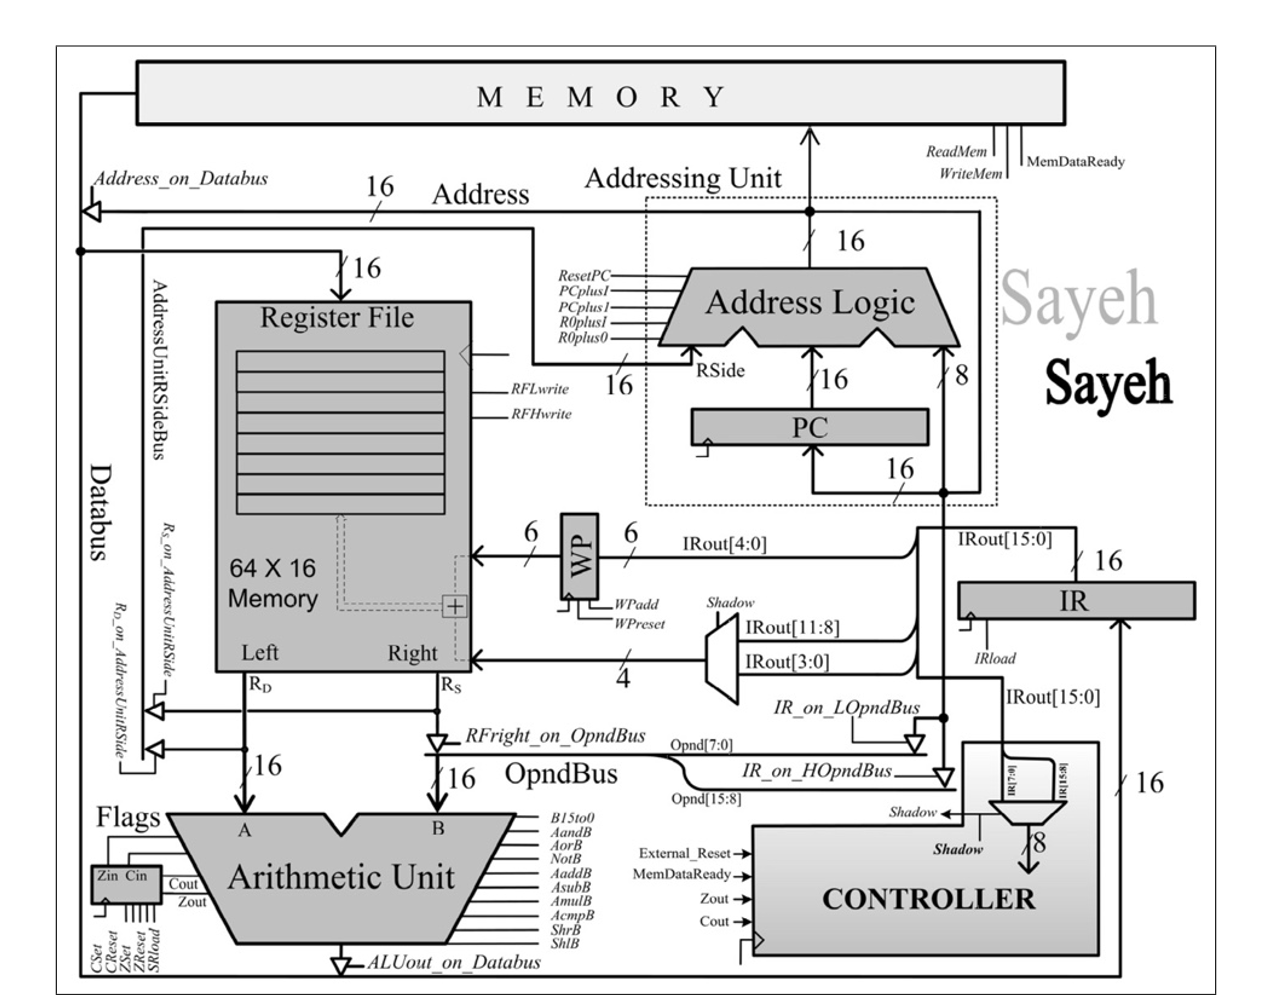 MEMORY
ReadMem
WriteMem
MemDataReady
Address_on_Databus
16
Address
Addressing Unit
16
16
ResetPC
PCplusI
PCplus1
R0plusI
R0plus0
Address Logic
Sayeh
Sayeh
RSide
16
16
8
Register File
RFLwrite
RFHwrite
PC
16
AddressUnitRSideBus
Databus
RS_on_AddressUnitRSide
RD_on_AddressUnitRSide
64 X 16
Memory
6
WP
6
IRout[4:0]
IRout[15:0]
16
IR
WPadd
WPreset
Shadow
IRout[11:8]
IRout[3:0]
4
IRload
Left
Right
RD
RS
IRout[15:0]
IR_on_LOpndBus
RFright_on_OpndBus
Opnd[7:0]
16
16
OpndBus
IR_on_HOpndBus
Opnd[15:8]
IR[7:0]
IR[15:8]
16
Flags
A
B
Arithmetic Unit
B15to0
AandB
AorB
NotB
AaddB
AsubB
AmulB
AcmpB
ShrB
ShlB
Zin Cin
Cout
Zout
CSet
CReset
ZSet
ZReset
SRload
ALUout_on_Databus
Shadow
Shadow
8
External_Reset
MemDataReady
Zout
Cout
CONTROLLER